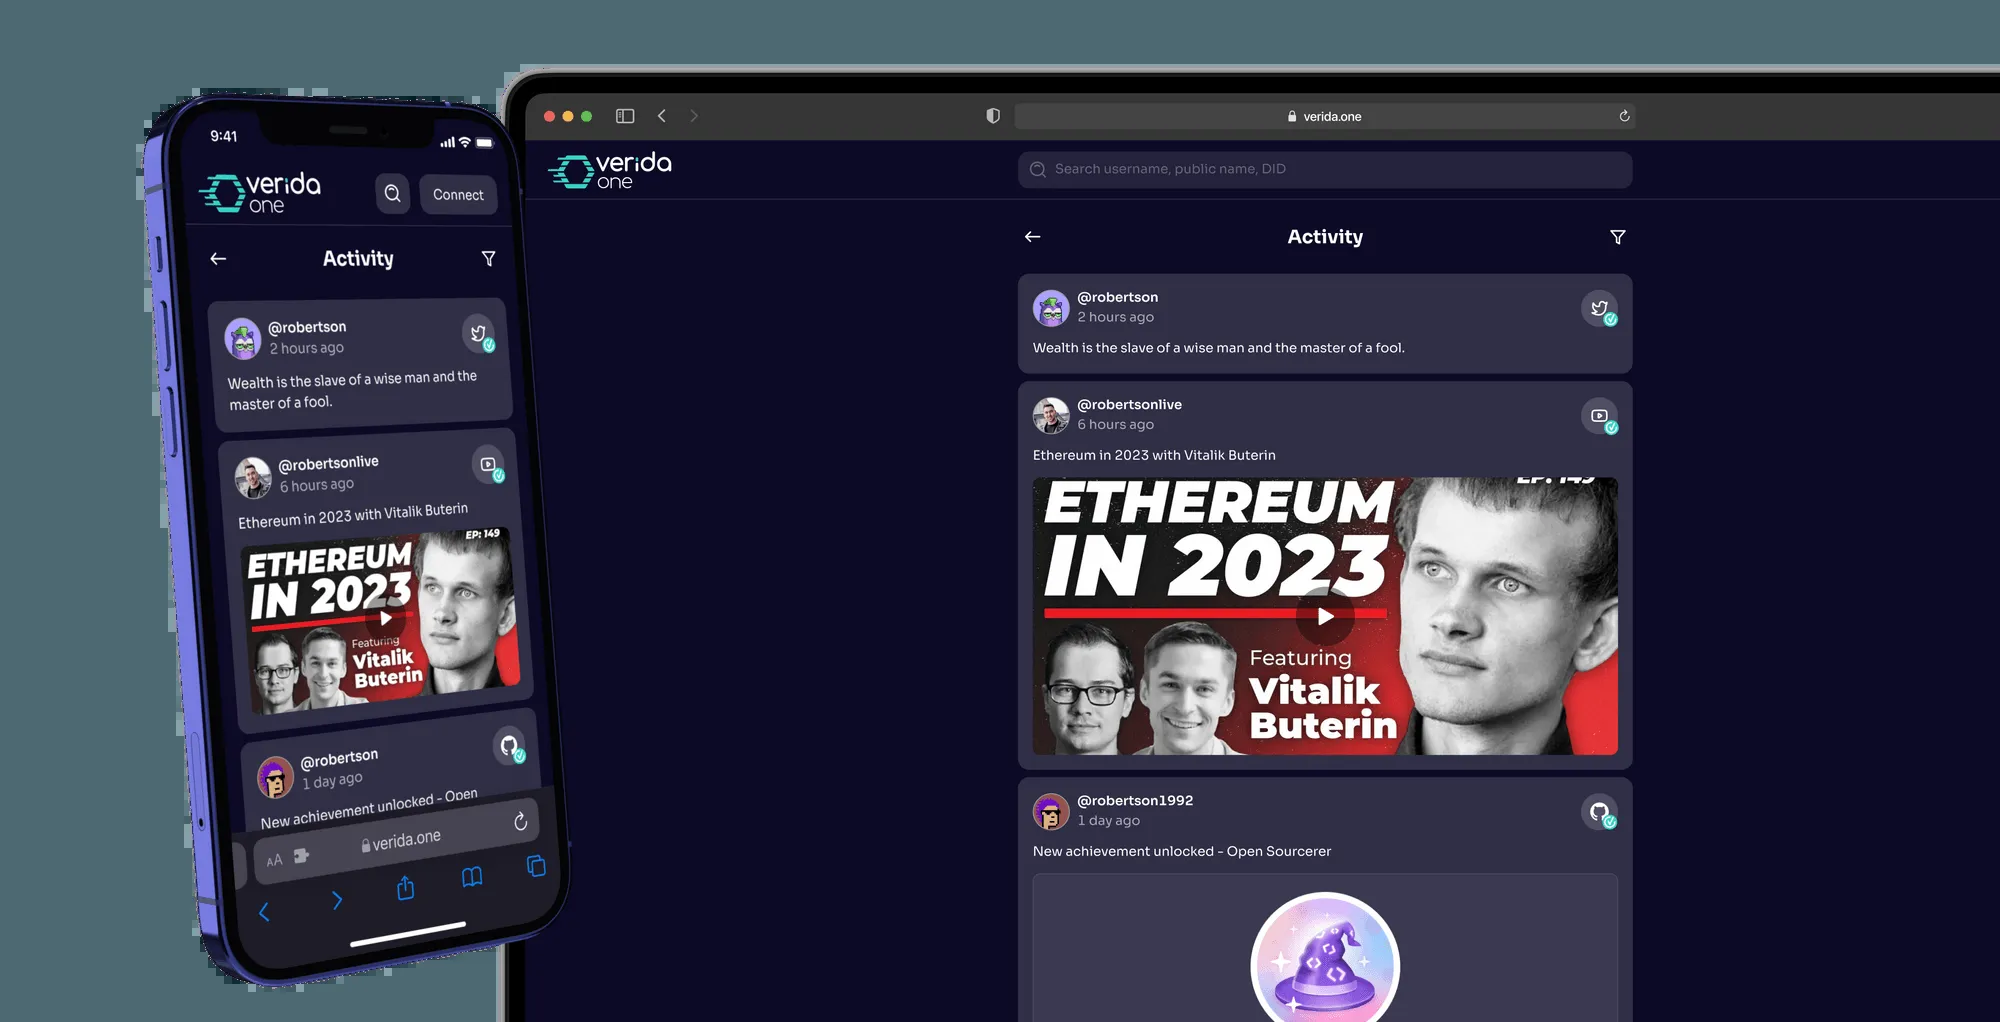 9:41
verida
one
Connect
Activity
@robertson
2 hours ago
Wealth is the slave of a wise man and the
master of a fool.
@robertsonlive
6 hours ago
Ethereum in 2023 with Vitalik Buterin
EP: 149
ETHEREUM
IN 2023
Featuring
Vitalik
Buterin
@robertson
1 day ago
New achievement unlocked - Open
AA
verida.one
verida.one
verida
one
Search username, public name, DID
Activity
@robertson
2 hours ago
Wealth is the slave of a wise man and the master of a fool.
@robertsonlive
6 hours ago
Ethereum in 2023 with Vitalik Buterin
EP: 149
ETHEREUM
IN 2023
Featuring
Vitalik
Buterin
@robertson1992
1 day ago
New achievement unlocked - Open Sourcerer